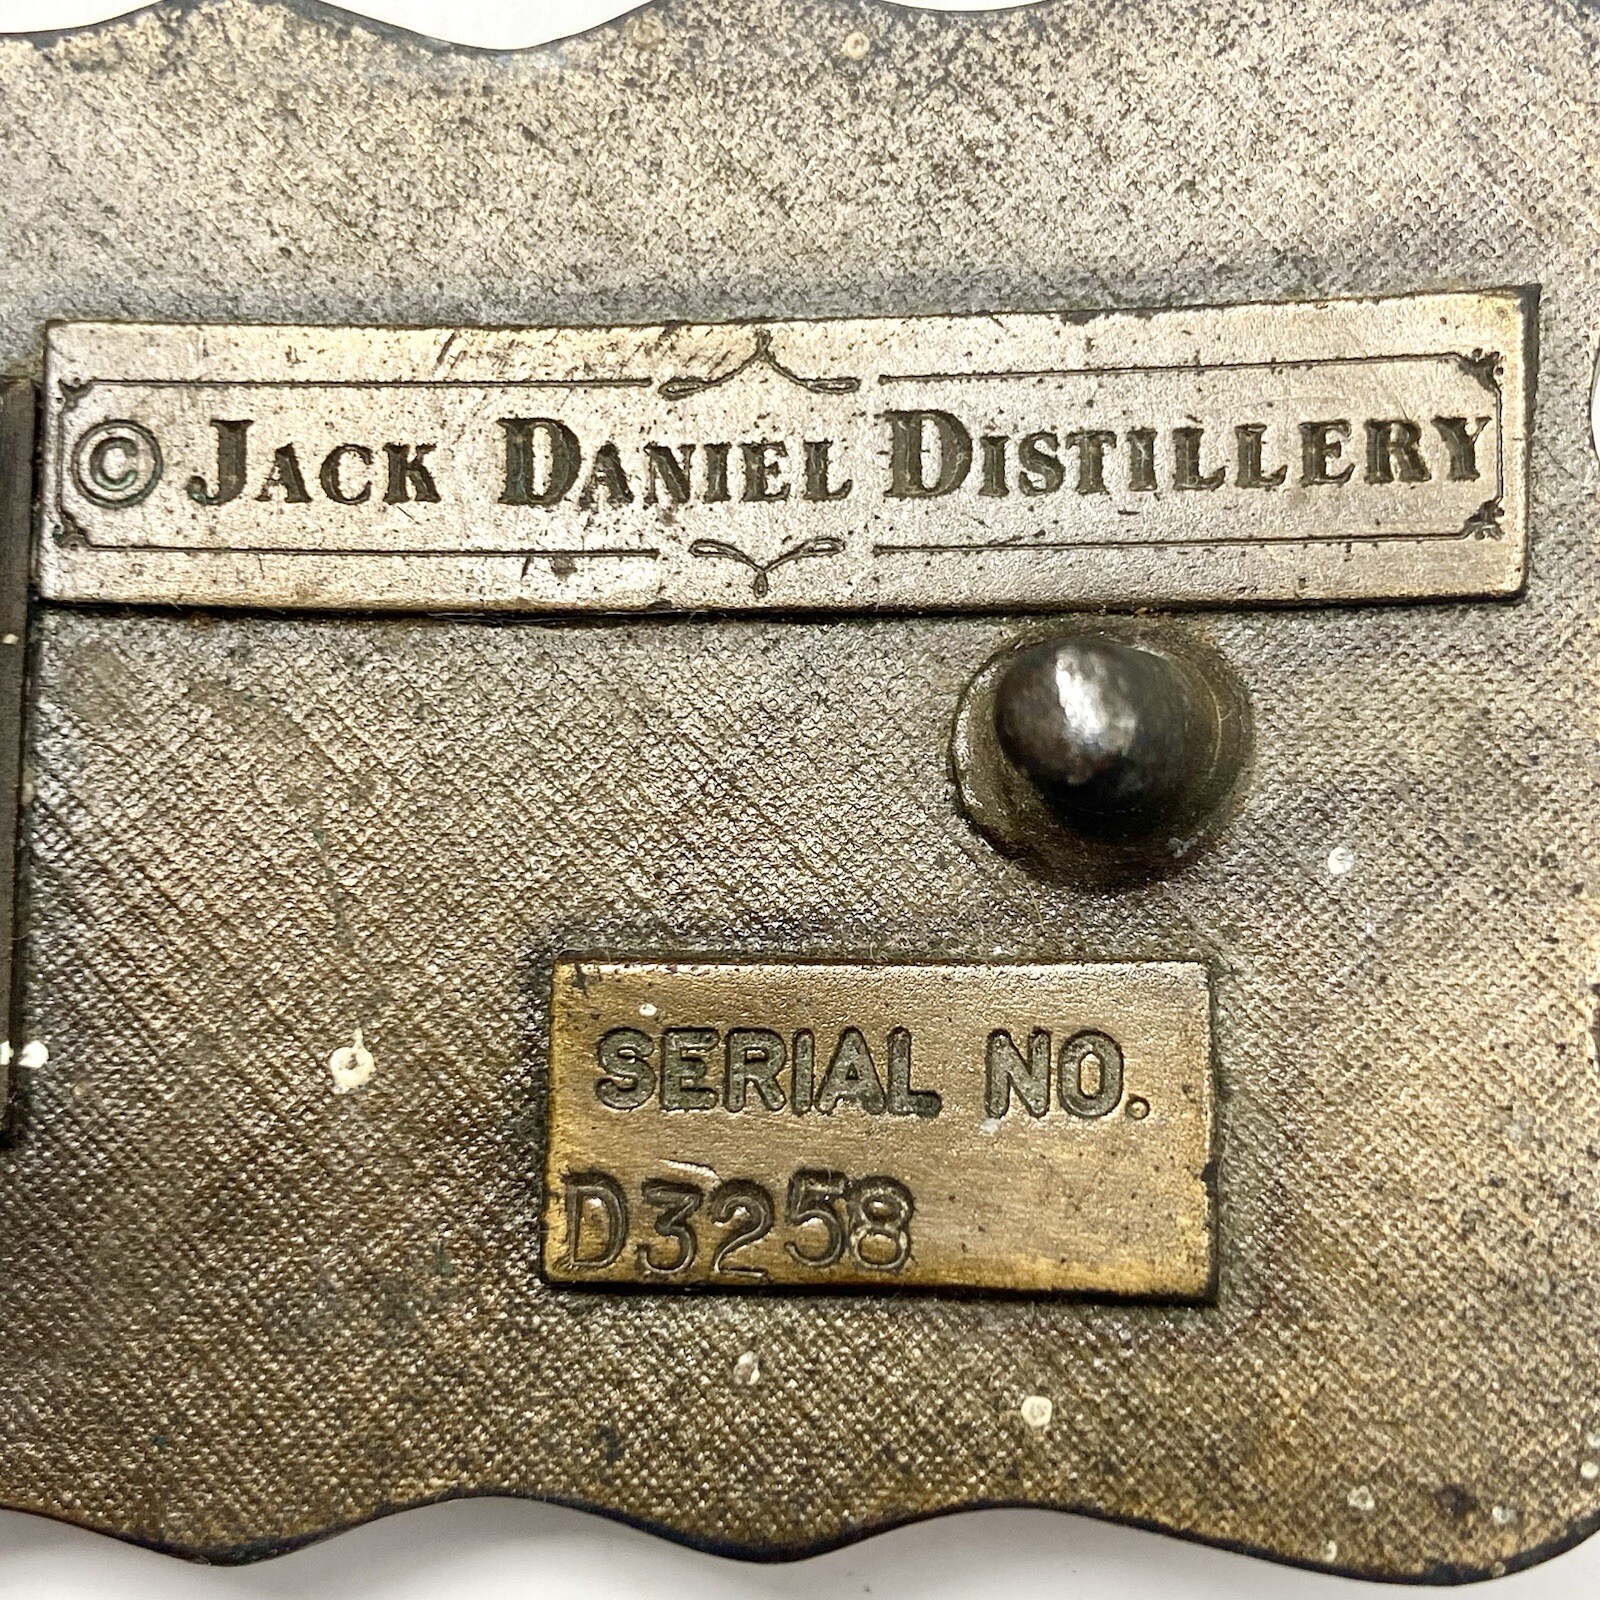 © JACK DANIEL DISTILLERY
SERIAL NO.
D3258